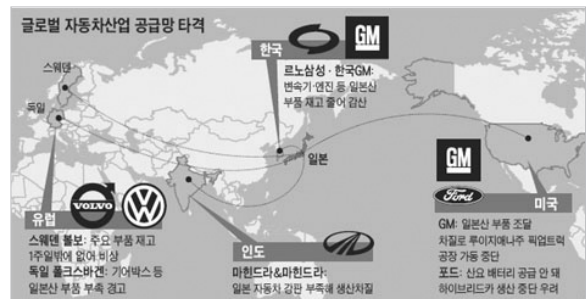 글로벌 자동차산업 공급망 타격
스웨덴
독일
한국
GM
르노삼성·한국GM:
변속기·엔진 등 일본산
부품 재고 줄어 감산
일본
VOLVO
유럽
스웨덴 볼보: 주요 부품 재고
1주일밖에 없어 비상
독일 폴크스바겐: 기어박스 등
일본산 부품 부족 경고
인도
마힌드라&마힌드라:
일본 자동차 강판 부족해 생산차질
GM
Ford
미국
GM: 일본산 부품 조달
차질로 루이지애나주 픽업트럭
공장 가동 중단
포드: 산요 배터리 공급 안 돼
하이브리드카 생산 중단 우려